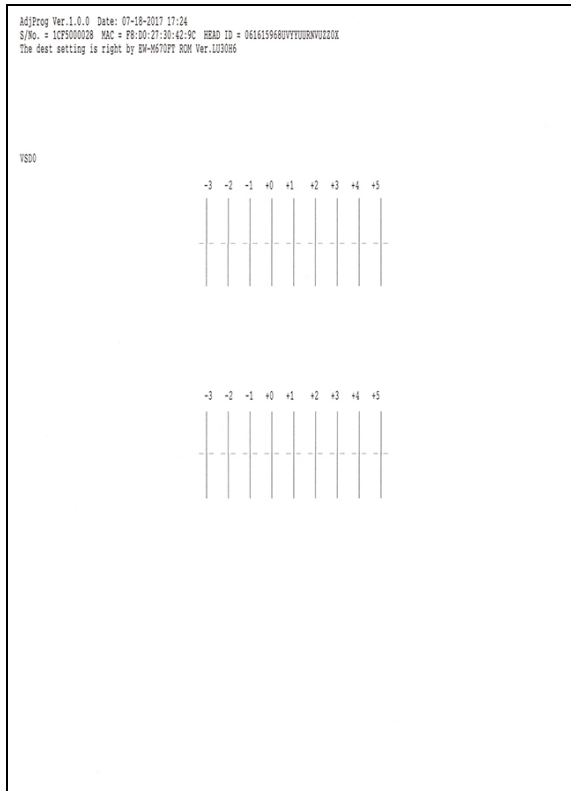 AdjProg Ver.1.0.0 Date: 07-18-2017 17:24
S/No. = 1CF5000028 MAC = F8:D0:27:30:42:9C HEAD ID = 061615968UVYYUURNVUZZ0X
The dest setting is right by EW-M670FT ROM Ver.LU30H6
VSD0
-3 -2 -1 +0 +1 +2 +3 +4 +5
-3 -2 -1 +0 +1 +2 +3 +4 +5